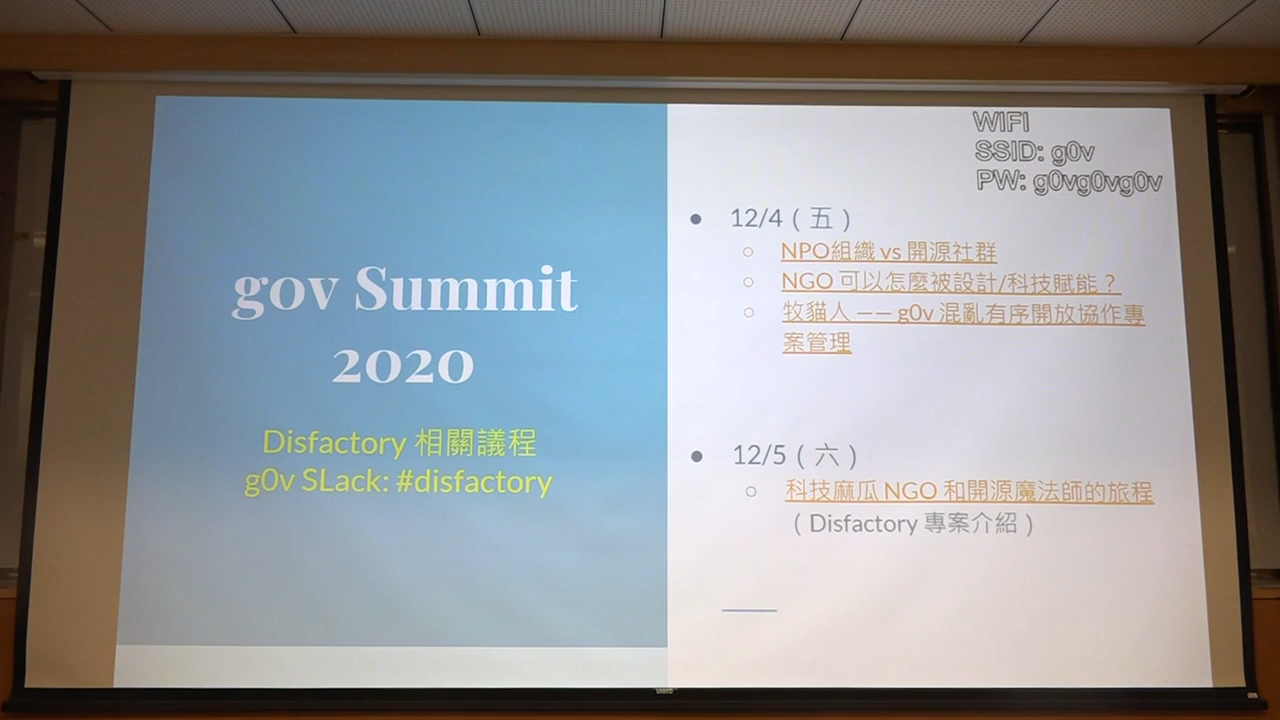 g0v Summit
2020
Disfactory 相關議程
g0v SLack: #disfactory
WIFI
SSID: g0v
PW: g0vg0vg0v
● 12/4（五）
○ NPO組織 vs 開源社群
○ NGO 可以怎麼被設計/科技賦能？
○ 牧貓人 —— g0v 混亂有序開放協作專
案管理
● 12/5（六）
○ 科技麻瓜 NGO 和開源魔法師的旅程
（Disfactory 專案介紹）